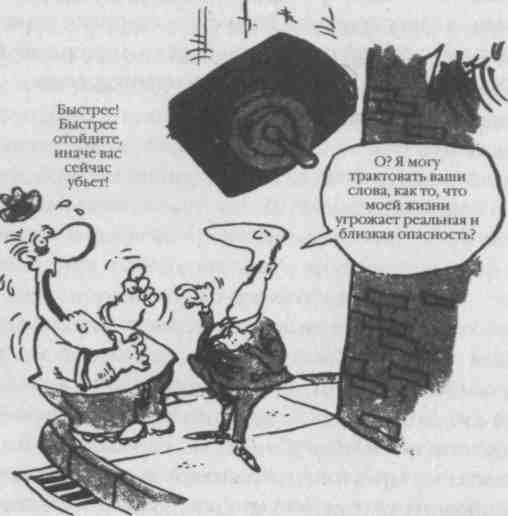 Быстрее!
Быстрее
отойдите,
иначе вас
сейчас
убьет!
О? Я могу
трактовать ваши
слова, как то, что
моей жизни
угрожает реальная и
близкая опасность?